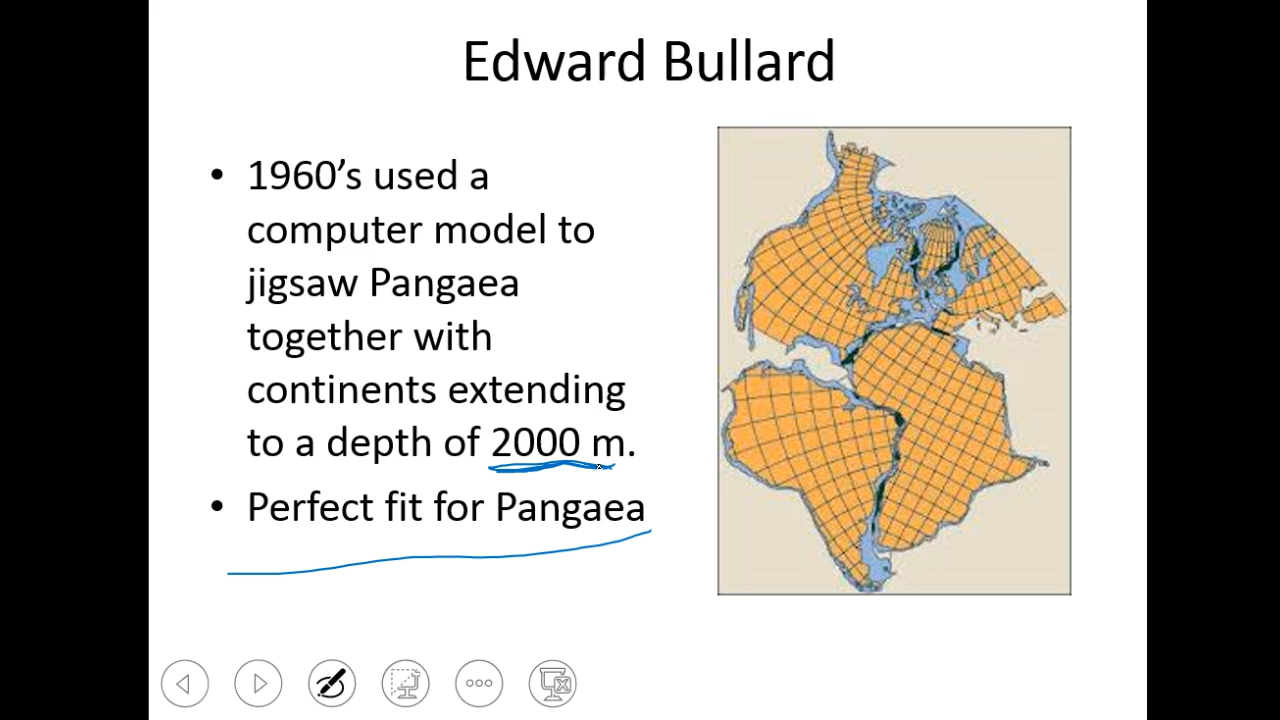 Edward Bullard
• 1960’s used a
computer model to
jigsaw Pangaea
together with
continents extending
to a depth of 2000 m.
• Perfect fit for Pangaea